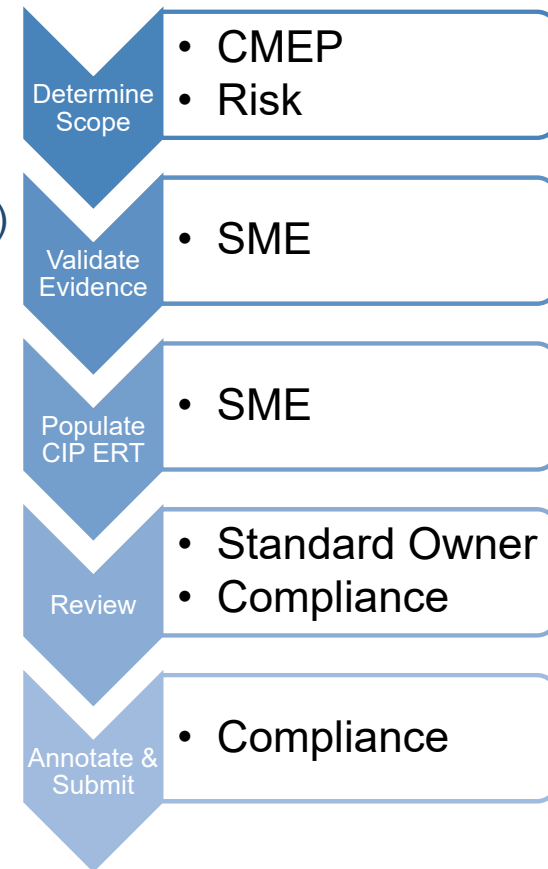 Determine
Scope
• CMEP
• Risk
)
Validate
Evidence
• SME
Populate
CIP ERT
• SME
Review
• Standard Owner
• Compliance
Annotate &
Submit
• Compliance